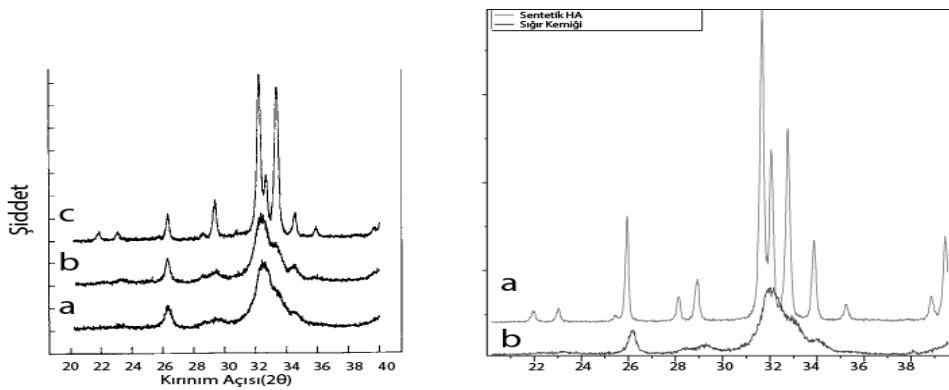 Şiddet
c
b
a
20 22 24 26 28 30 32 34 36 38 40
Kırınım Açısı(2θ)
Sentetik HA
Sığır Kemiği
a
b
22 24 26 28 30 32 34 36 38